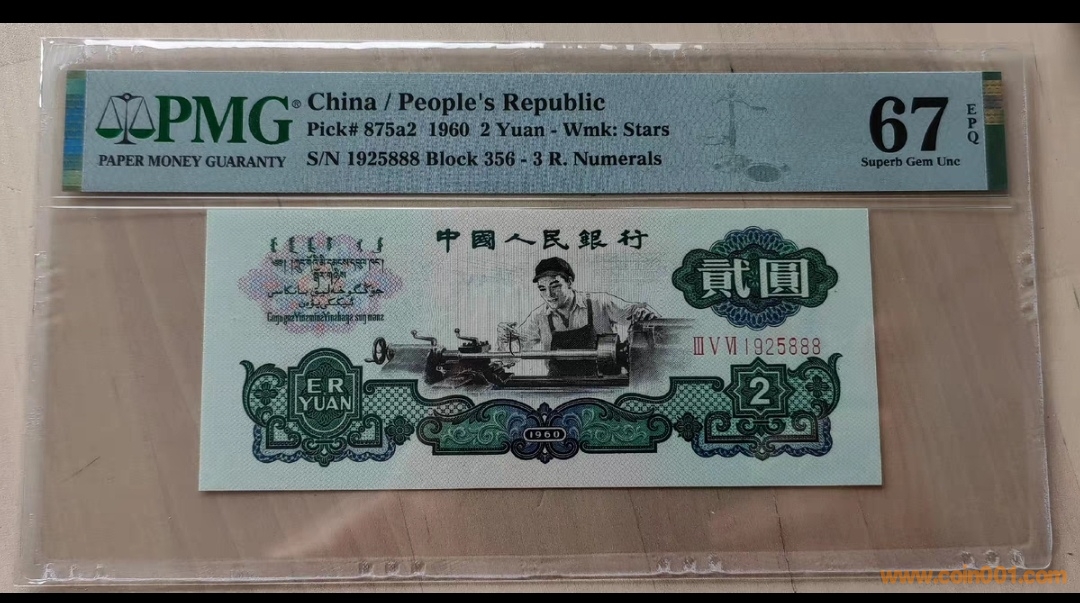 PMG®
PAPER MONEY GUARANTY
China / People's Republic
Pick# 875a2 1960 2 Yuan - Wmk: Stars
S/N 1925888 Block 356 - 3 R. Numerals
67
EPQ
Superb Gem Unc
中國人民銀行
貳圓
ⅢⅤⅥ1925888
ER
YUAN
2
1960
www.coin001.com